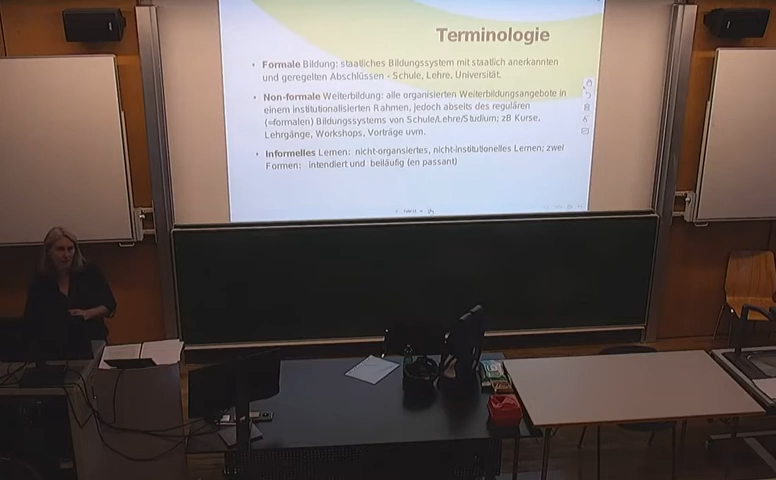 Terminologie
• Formale Bildung: staatliches Bildungssystem mit staatlich anerkannten
und geregelten Abschlüssen - Schule, Lehre, Universität.
• Non-formale Weiterbildung: alle organisierten Weiterbildungsangebote in
einem institutionalisierten Rahmen, jedoch abseits des regulären
(=formalen) Bildungssystems von Schule/Lehre/Studium; zB Kurse,
Lehrgänge, Workshops, Vorträge uvm.
• Informelles Lernen: nicht-organsiertes, nicht-institutionelles Lernen; zwei
Formen: intendiert und beiläufig (en passant)